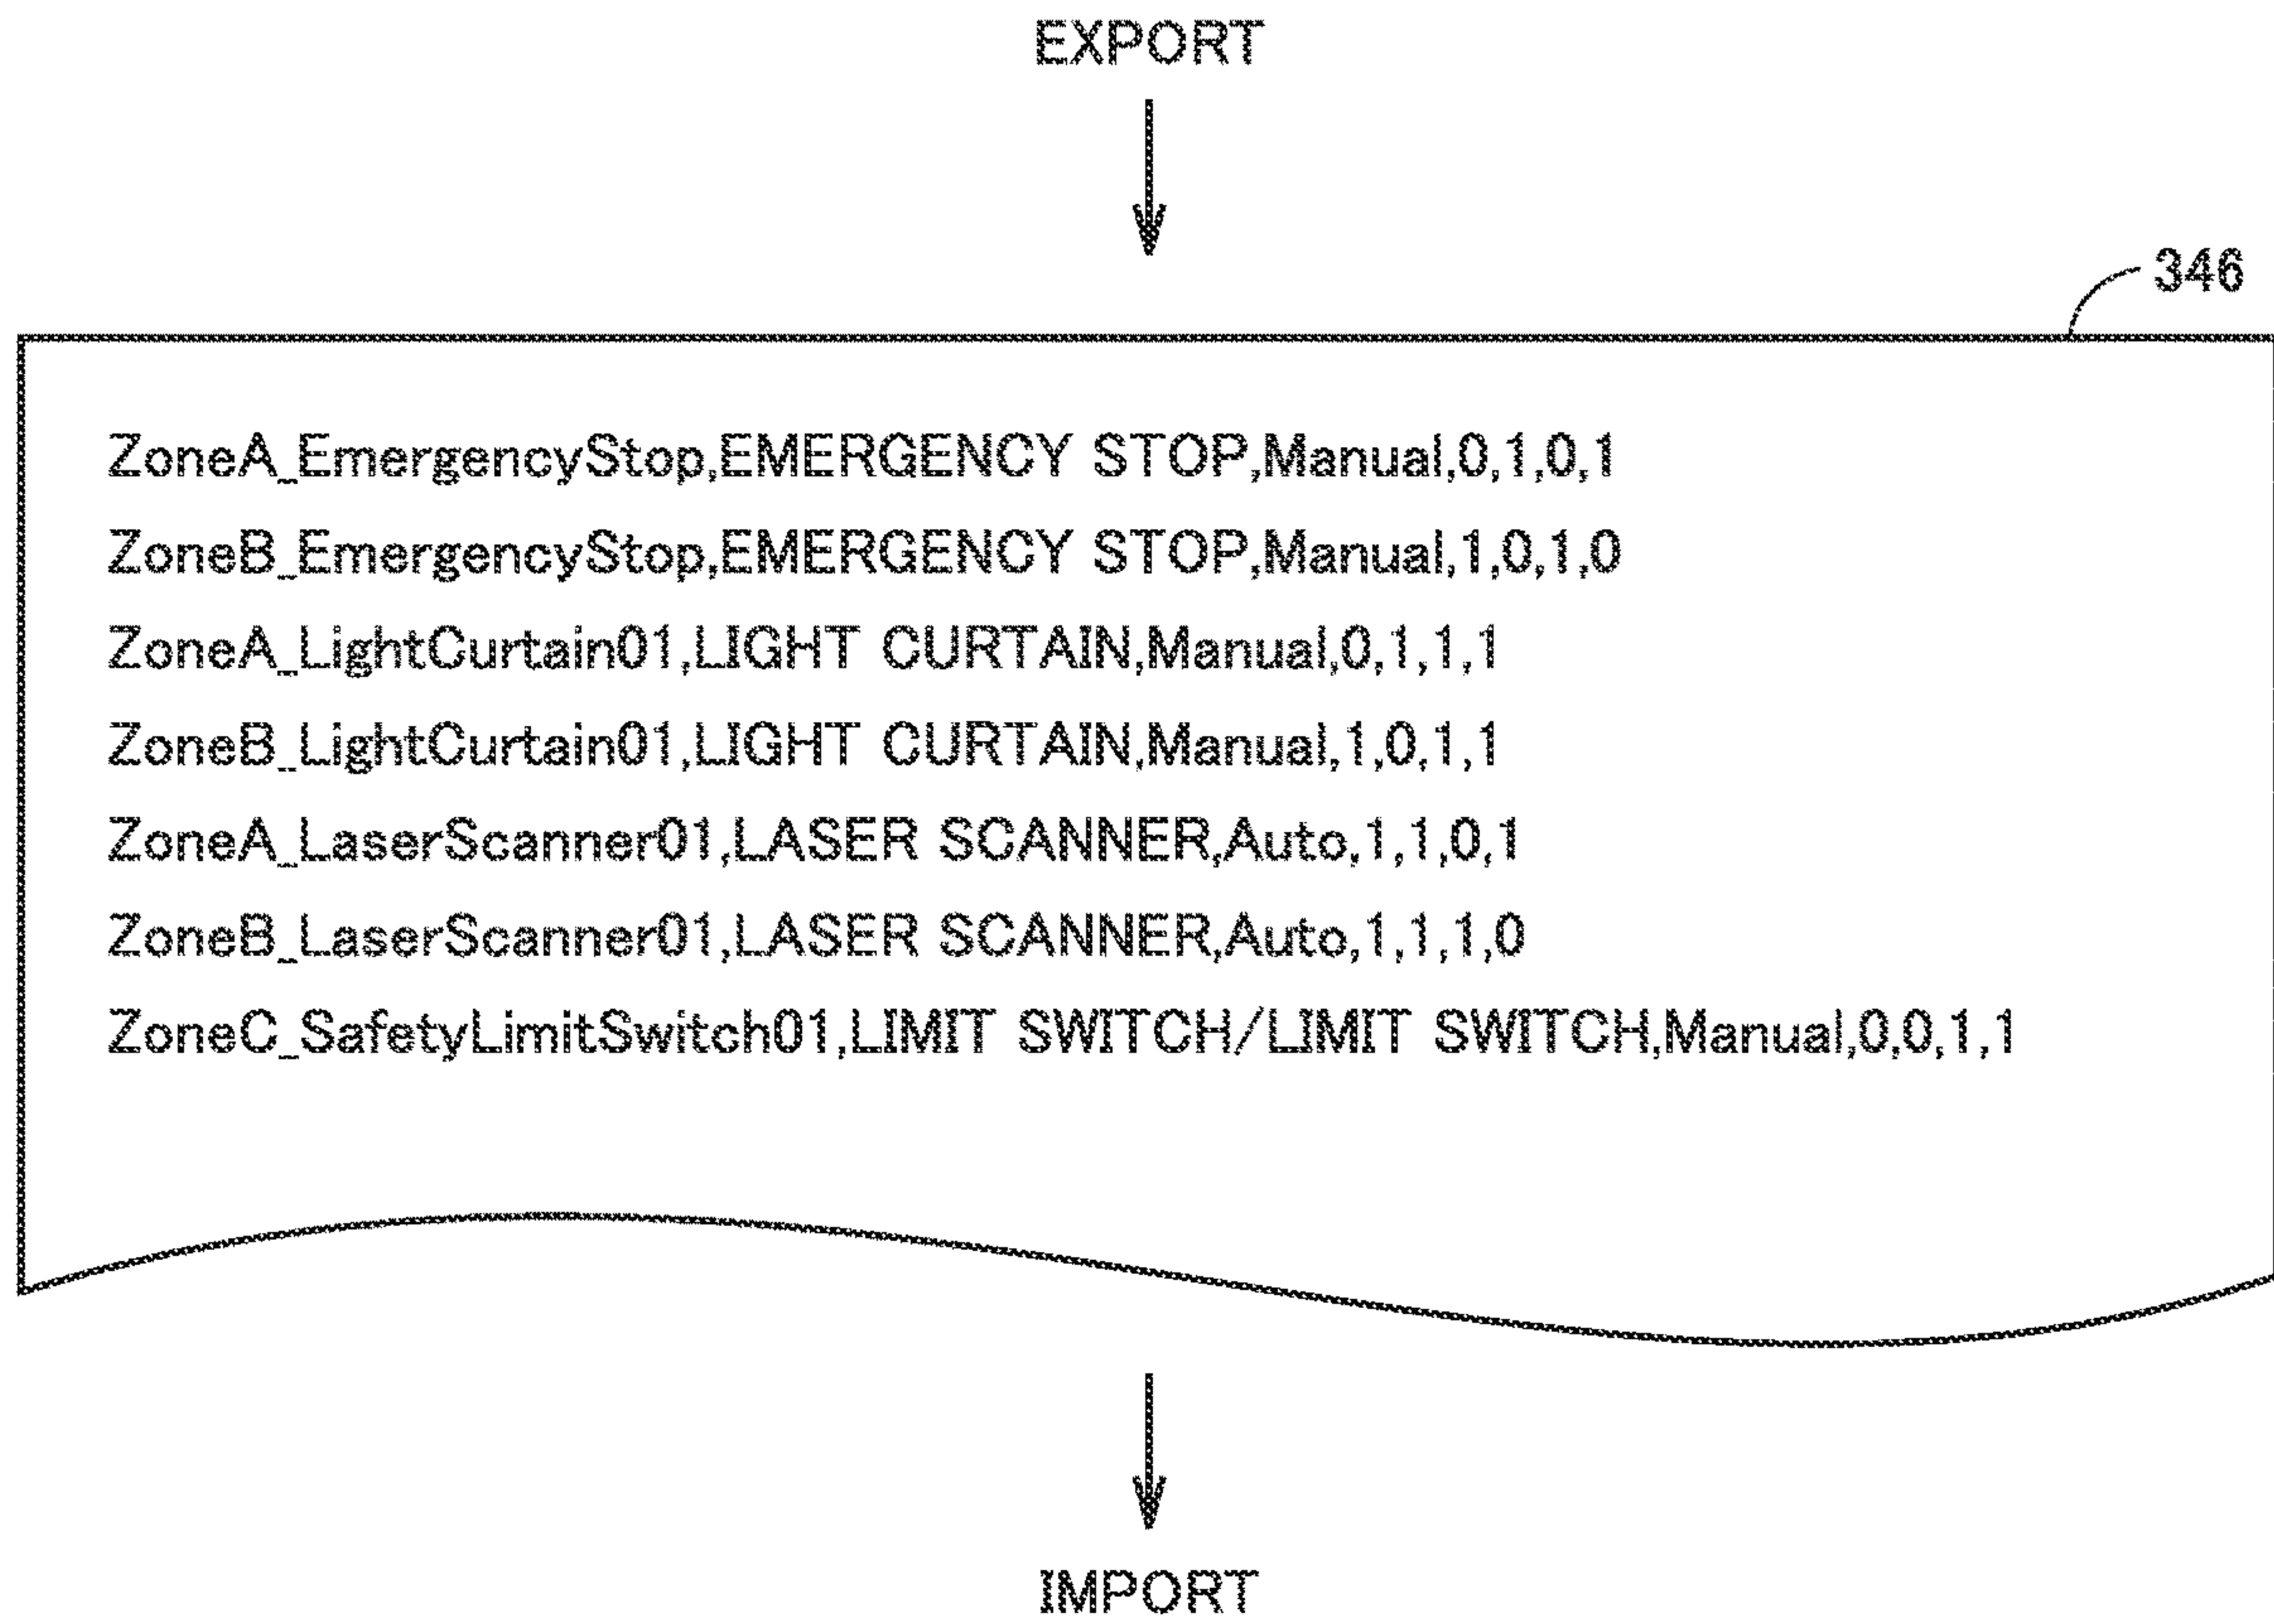 EXPORT
346
ZoneA_EmergencyStop,EMERGENCY STOP,Manual,0,1,0,1
ZoneB_EmergencyStop,EMERGENCY STOP,Manual,1,0,1,0
ZoneA_LightCurtain01,LIGHT CURTAIN,Manual,0,1,1,1
ZoneB_LightCurtain01,LIGHT CURTAIN,Manual,1,0,1,1
ZoneA_LaserScanner01,LASER SCANNER,Auto,1,1,0,1
ZoneB_LaserScanner01,LASER SCANNER,Auto,1,1,1,0
ZoneC_SafetyLimitSwitch01,LIMIT SWITCH/LIMIT SWITCH,Manual,0,0,1,1
IMPORT